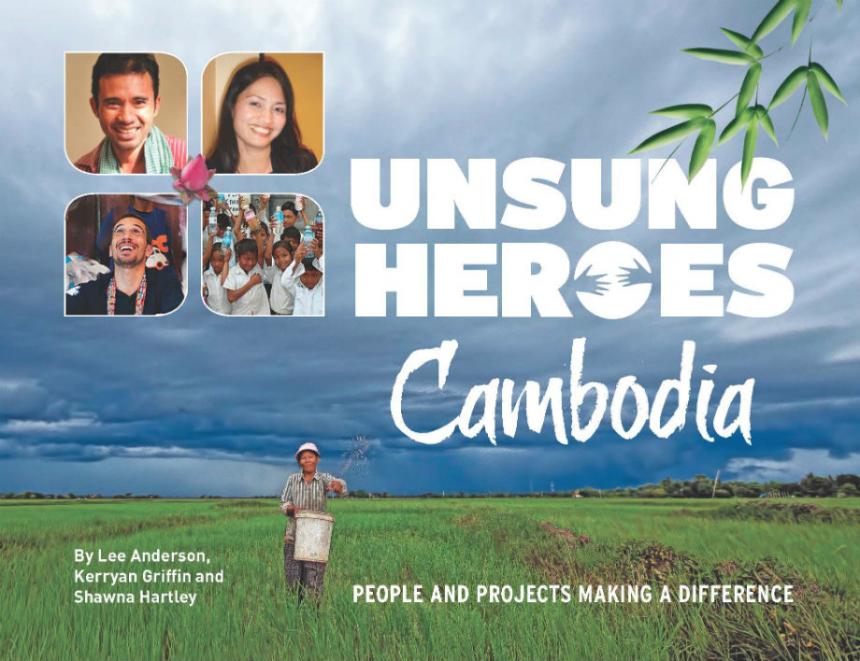 UNSUNG
HEROES
Cambodia
By Lee Anderson,
Kerryan Griffin and
Shawna Hartley
PEOPLE AND PROJECTS MAKING A DIFFERENCE